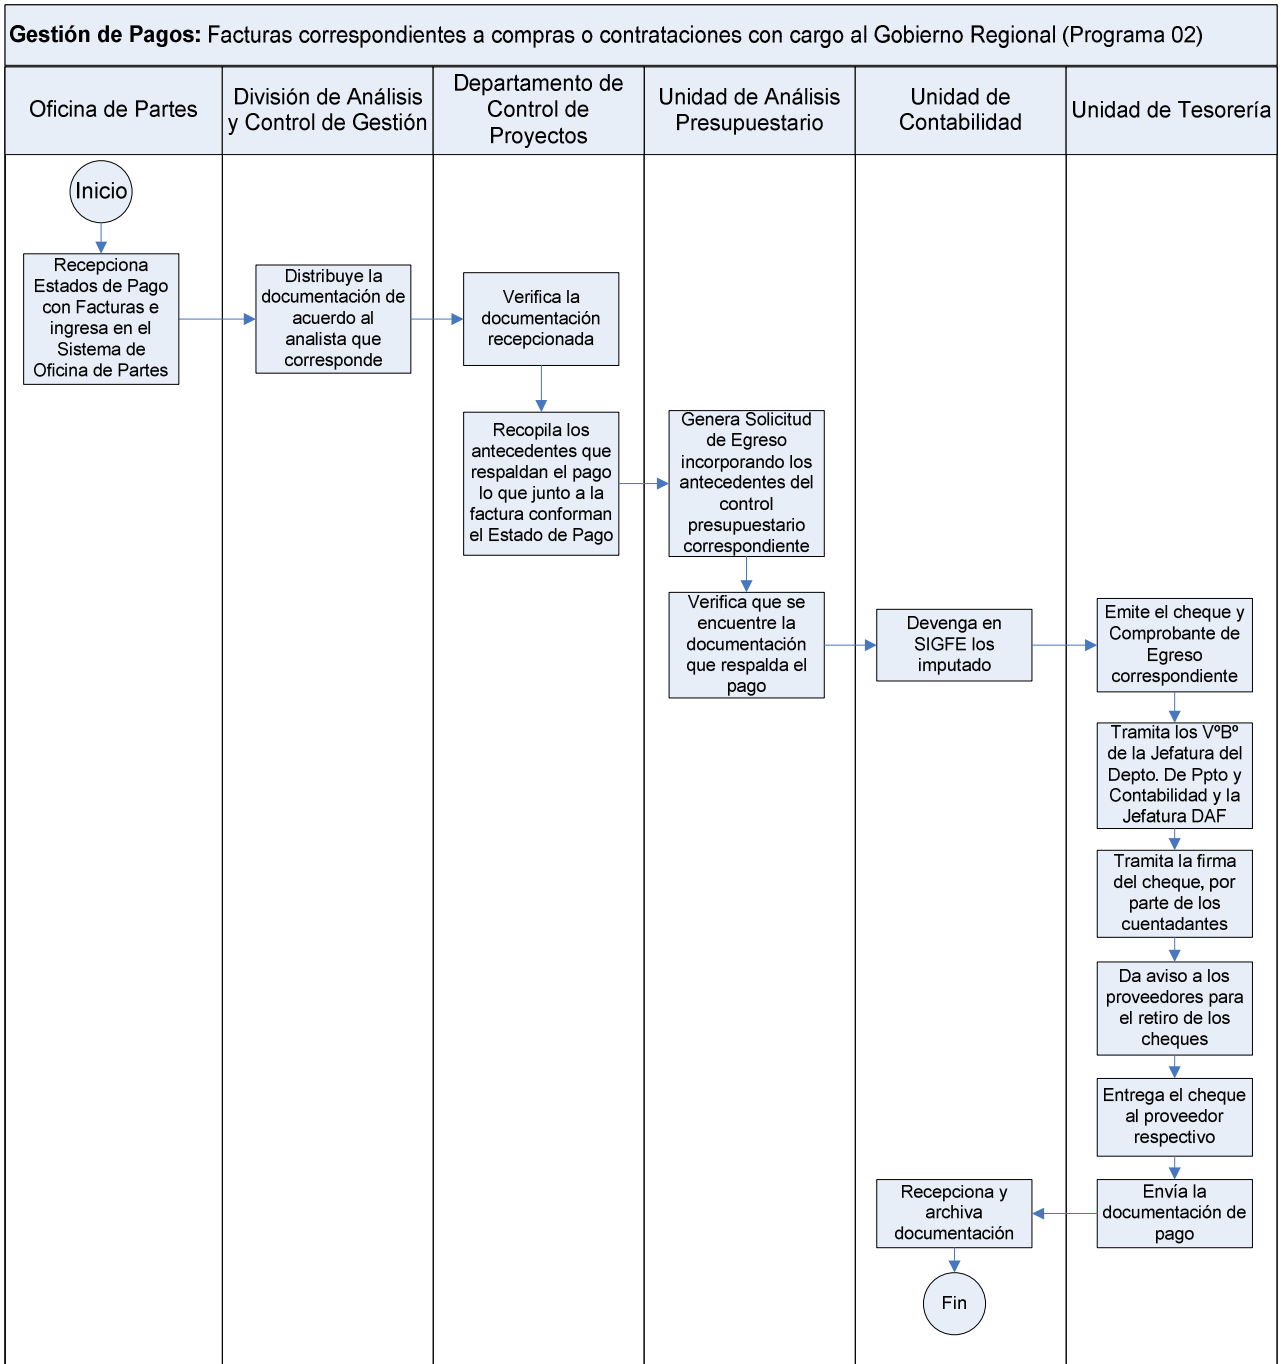 Gestión de Pagos: Facturas correspondientes a compras o contrataciones con cargo al Gobierno Regional (Programa 02)
Oficina de Partes
División de Análisis
y Control de Gestión
Departamento de
Control de
Proyectos
Unidad de Análisis
Presupuestario
Unidad de
Contabilidad
Unidad de Tesorería
Inicio
Recepciona
Estados de Pago
con Facturas e
ingresa en el
Sistema de
Oficina de Partes
Distribuye la
documentación de
acuerdo al
analista que
corresponde
Verifica la
documentación
recepcionada
Recopila los
antecedentes que
respaldan el pago
lo que junto a la
factura conforman
el Estado de Pago
Genera Solicitud
de Egreso
incorporando los
antecedentes del
control
presupuestario
correspondiente
Verifica que se
encuentre la
documentación
que respalda el
pago
Devenga en
SIGFE los
imputado
Emite el cheque y
Comprobante de
Egreso
correspondiente
Tramita los VºBº
de la Jefatura del
Depto. De Ppto y
Contabilidad y la
Jefatura DAF
Tramita la firma
del cheque, por
parte de los
cuentadantes
Da aviso a los
proveedores para
el retiro de los
cheques
Entrega el cheque
al proveedor
respectivo
Envía la
documentación de
pago
Recepciona y
archiva
documentación
Fin